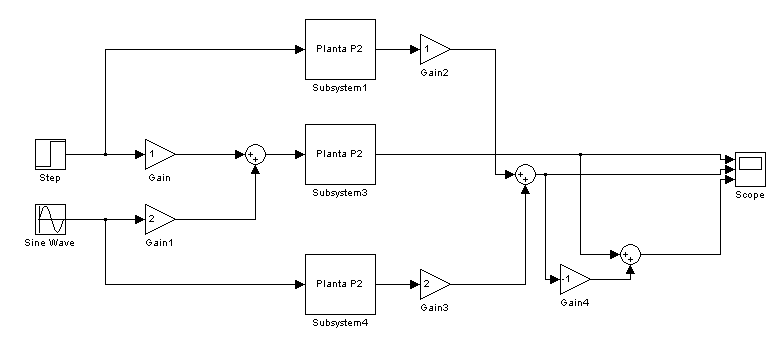 Planta P2
1
Gain2
Subsystem1
Step
1
Gain
+
+
Planta P2
Subsystem3
+
+
Scope
Sine Wave
2
Gain1
Planta P2
Subsystem4
2
Gain3
+
+
-1
Gain4